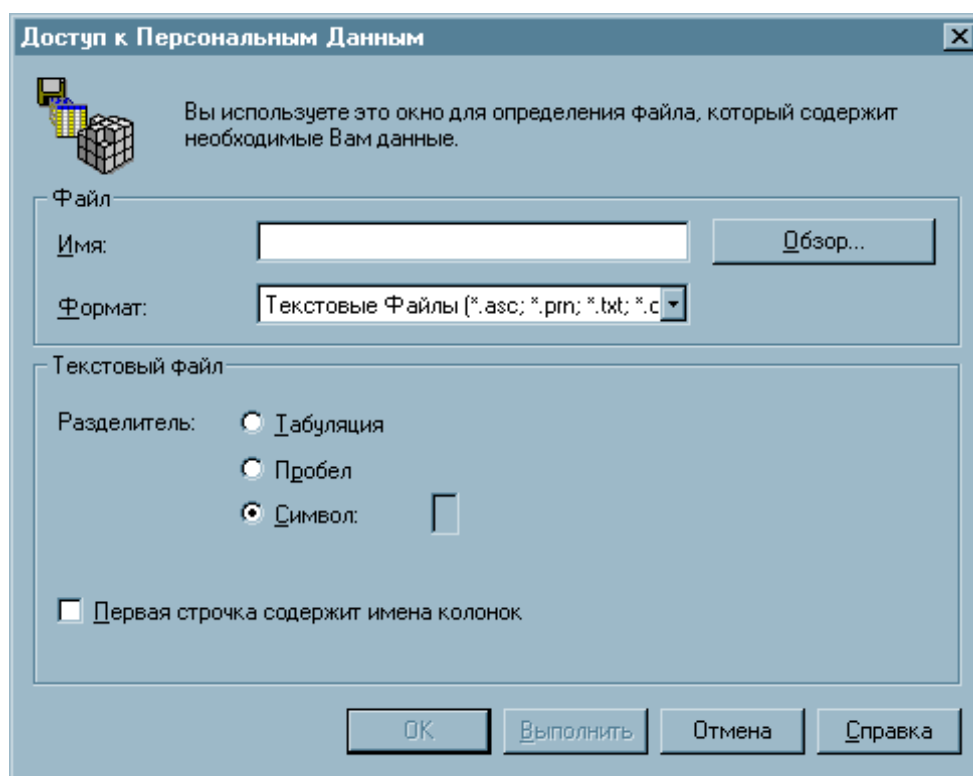 Доступ к Персональным Данным
Вы используете это окно для определения файла, который содержит
необходимые Вам данные.
Файл
Имя:
Обзор...
Формат:
Текстовые Файлы (*.asc; *.prn; *.txt; *.c
Текстовый файл
Разделитель:
Табуляция
Пробел
Символ:
Первая строчка содержит имена колонок
OK
Выполнить
Отмена
Справка